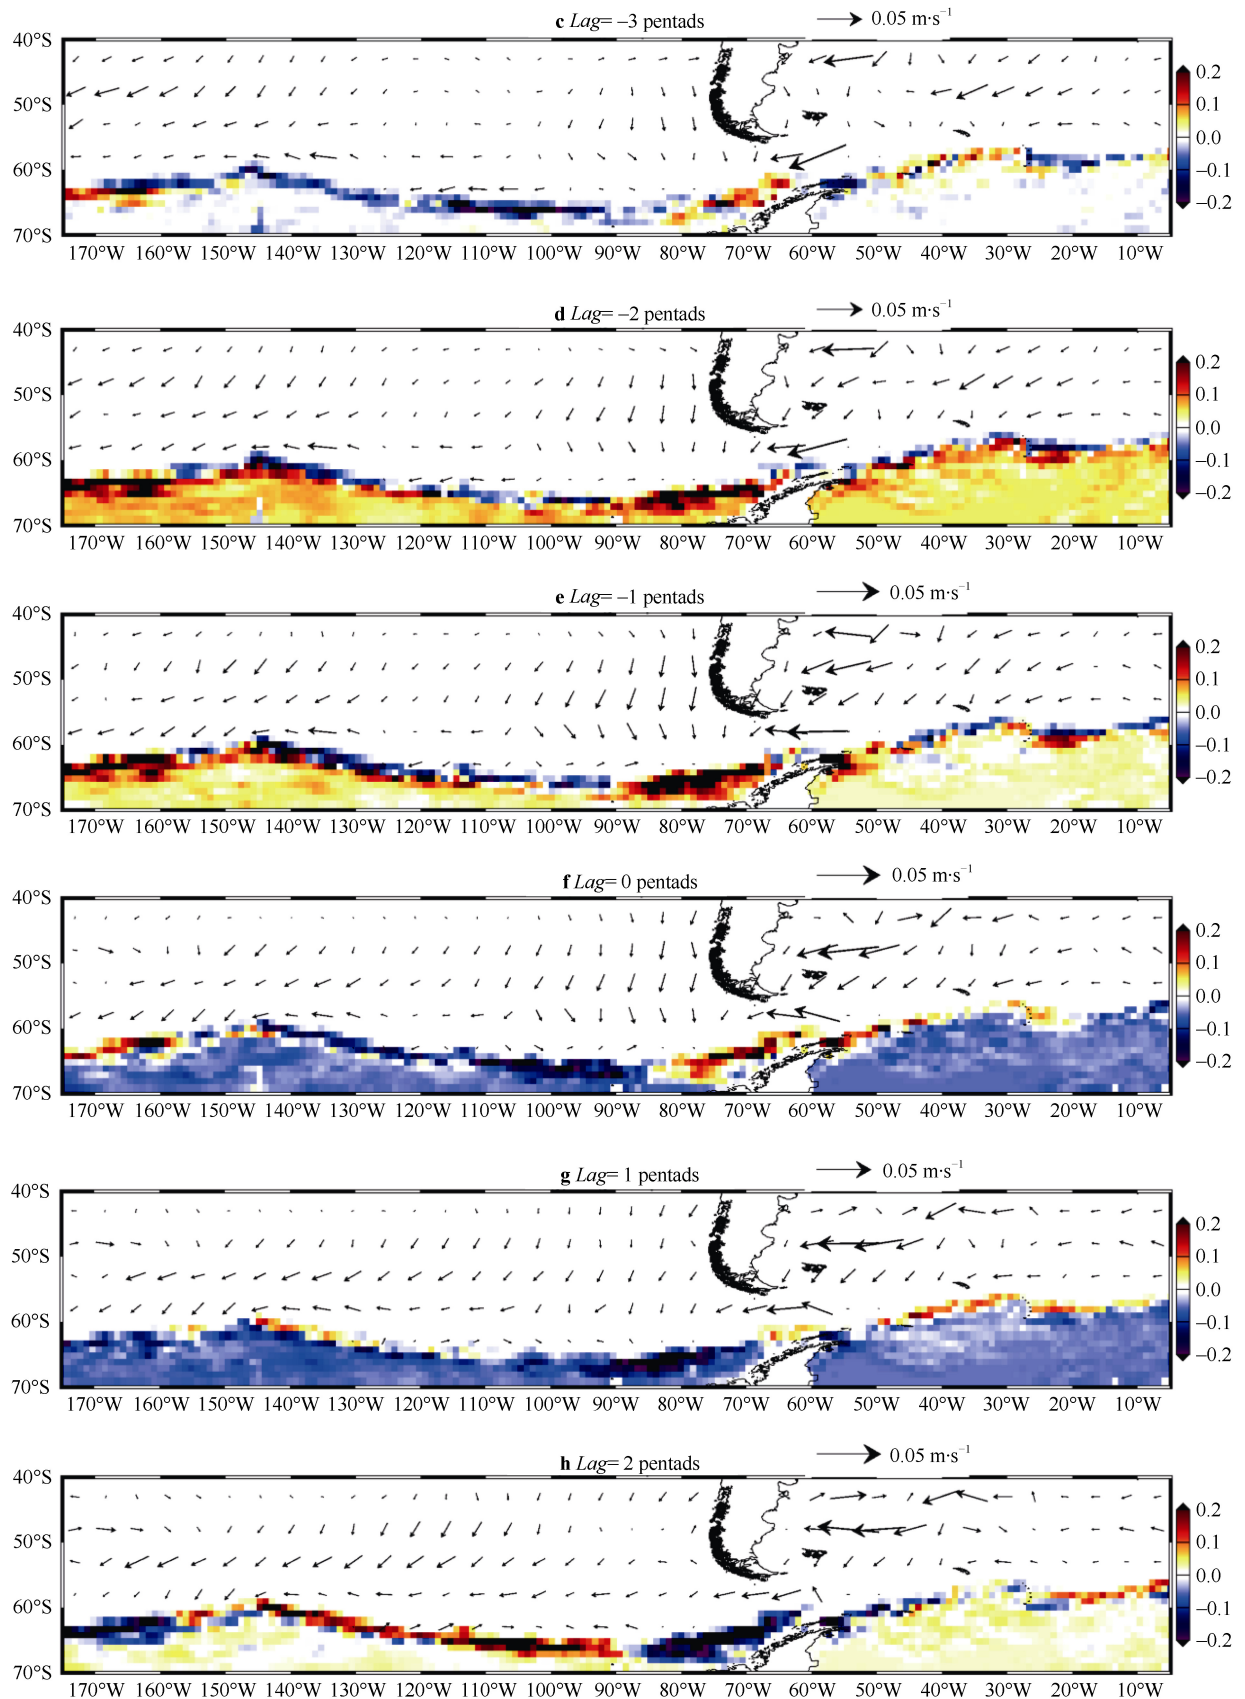 c Lag= –3 pentads 0.05 m·s⁻¹
40°S
50°S
60°S
70°S
0.2
0.1
0.0
–0.1
–0.2
170°W 160°W 150°W 140°W 130°W 120°W 110°W 100°W 90°W 80°W 70°W 60°W 50°W 40°W 30°W 20°W 10°W
d Lag= –2 pentads 0.05 m·s⁻¹
40°S
50°S
60°S
70°S
0.2
0.1
0.0
–0.1
–0.2
170°W 160°W 150°W 140°W 130°W 120°W 110°W 100°W 90°W 80°W 70°W 60°W 50°W 40°W 30°W 20°W 10°W
e Lag= –1 pentads 0.05 m·s⁻¹
40°S
50°S
60°S
70°S
0.2
0.1
0.0
–0.1
–0.2
170°W 160°W 150°W 140°W 130°W 120°W 110°W 100°W 90°W 80°W 70°W 60°W 50°W 40°W 30°W 20°W 10°W
f Lag= 0 pentads 0.05 m·s⁻¹
40°S
50°S
60°S
70°S
0.2
0.1
0.0
–0.1
–0.2
170°W 160°W 150°W 140°W 130°W 120°W 110°W 100°W 90°W 80°W 70°W 60°W 50°W 40°W 30°W 20°W 10°W
g Lag= 1 pentads 0.05 m·s⁻¹
40°S
50°S
60°S
70°S
0.2
0.1
0.0
–0.1
–0.2
170°W 160°W 150°W 140°W 130°W 120°W 110°W 100°W 90°W 80°W 70°W 60°W 50°W 40°W 30°W 20°W 10°W
h Lag= 2 pentads 0.05 m·s⁻¹
40°S
50°S
60°S
70°S
0.2
0.1
0.0
–0.1
–0.2
170°W 160°W 150°W 140°W 130°W 120°W 110°W 100°W 90°W 80°W 70°W 60°W 50°W 40°W 30°W 20°W 10°W